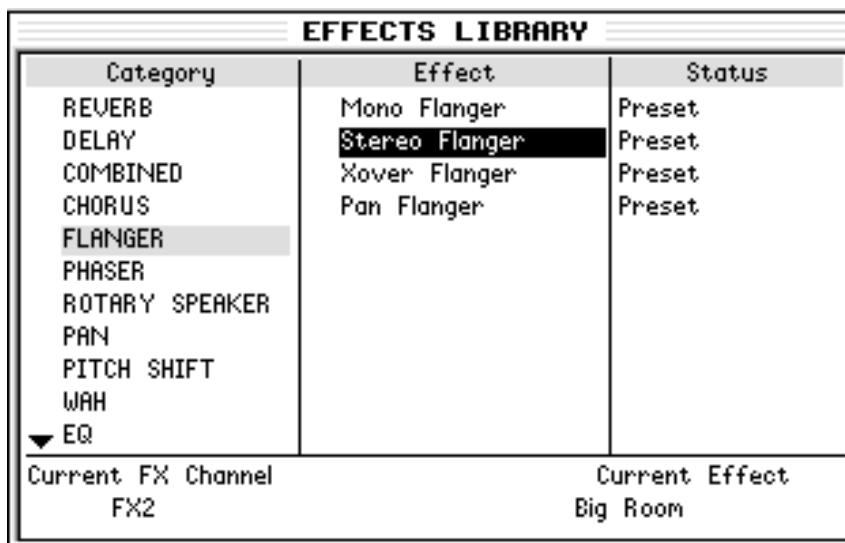 EFFECTS LIBRARY
Category Effect Status
REVERB Mono Flanger Preset
DELAY Stereo Flanger Preset
COMBINED Xover Flanger Preset
CHORUS Pan Flanger Preset
FLANGER
PHASER
ROTARY SPEAKER
PAN
PITCH SHIFT
WAH
EQ
Current FX Channel Current Effect
FX2 Big Room